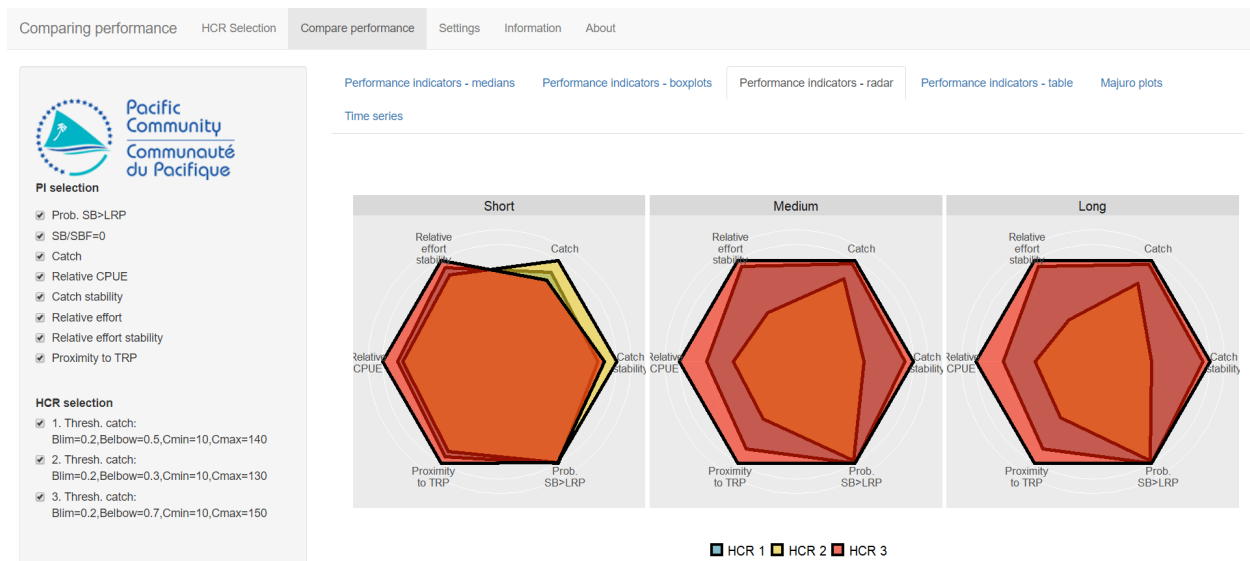 Comparing performance HCR Selection Compare performance Settings Information About
Performance indicators - medians Performance indicators - boxplots Performance indicators - radar Performance indicators - table Majuro plots
Time series
Pacific
Community
Communauté
du Pacifique
PI selection
Prob. SB>LRP
SB/SBF=0
Catch
Relative CPUE
Catch stability
Relative effort
Relative effort stability
Proximity to TRP
HCR selection
1. Thresh. catch:
Blim=0.2,Belbow=0.5,Cmin=10,Cmax=140
2. Thresh. catch:
Blim=0.2,Belbow=0.3,Cmin=10,Cmax=130
3. Thresh. catch:
Blim=0.2,Belbow=0.7,Cmin=10,Cmax=150
Short
Relative
effort
stability
Catch
Relative
CPUE
Catch
stability
Proximity
to TRP
Prob.
SB>LRP
Medium
Relative
effort
stability
Catch
Relative
CPUE
Catch
stability
Proximity
to TRP
Prob.
SB>LRP
Long
Relative
effort
stability
Catch
Relative
CPUE
Catch
stability
Proximity
to TRP
Prob.
SB>LRP
HCR 1 HCR 2 HCR 3